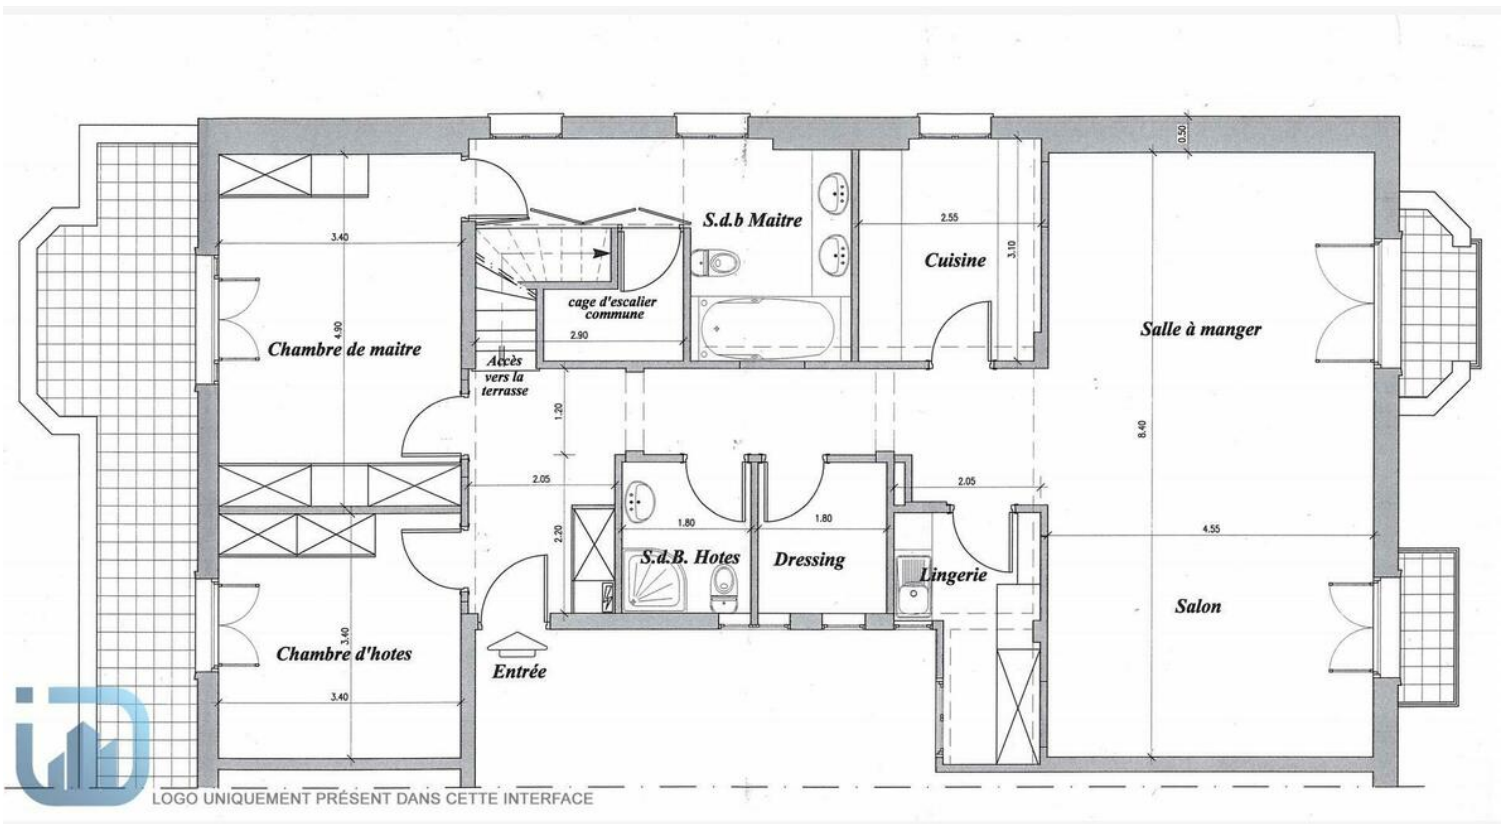 0.50
S.d.b Maitre
2.55
3.40
3.10
Cuisine
cage d'escalier
commune
4.90
2.90
Salle à manger
Chambre de maitre
Accès
vers la
terrasse
1.20
8.40
2.05
2.05
1.80
1.80
2.20
4.55
S.d.B. Hotes
Dressing
Lingerie
Salon
3.40
Chambre d'hotes
Entrée
3.40
iD
LOGO UNIQUEMENT PRÉSENT DANS CETTE INTERFACE